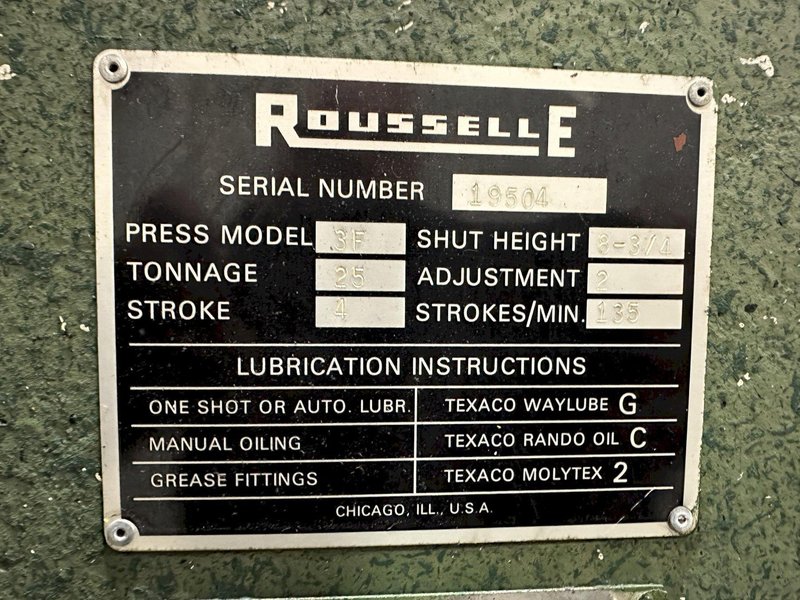 ROUSSELLE
SERIAL NUMBER 19504
PRESS MODEL 3F SHUT HEIGHT 8-3/4
TONNAGE 25 ADJUSTMENT 2
STROKE 4 STROKES/MIN. 135
LUBRICATION INSTRUCTIONS
ONE SHOT OR AUTO. LUBR. TEXACO WAYLUBE G
MANUAL OILING TEXACO RANDO OIL C
GREASE FITTINGS TEXACO MOLYTEX 2
CHICAGO, ILL., U.S.A.